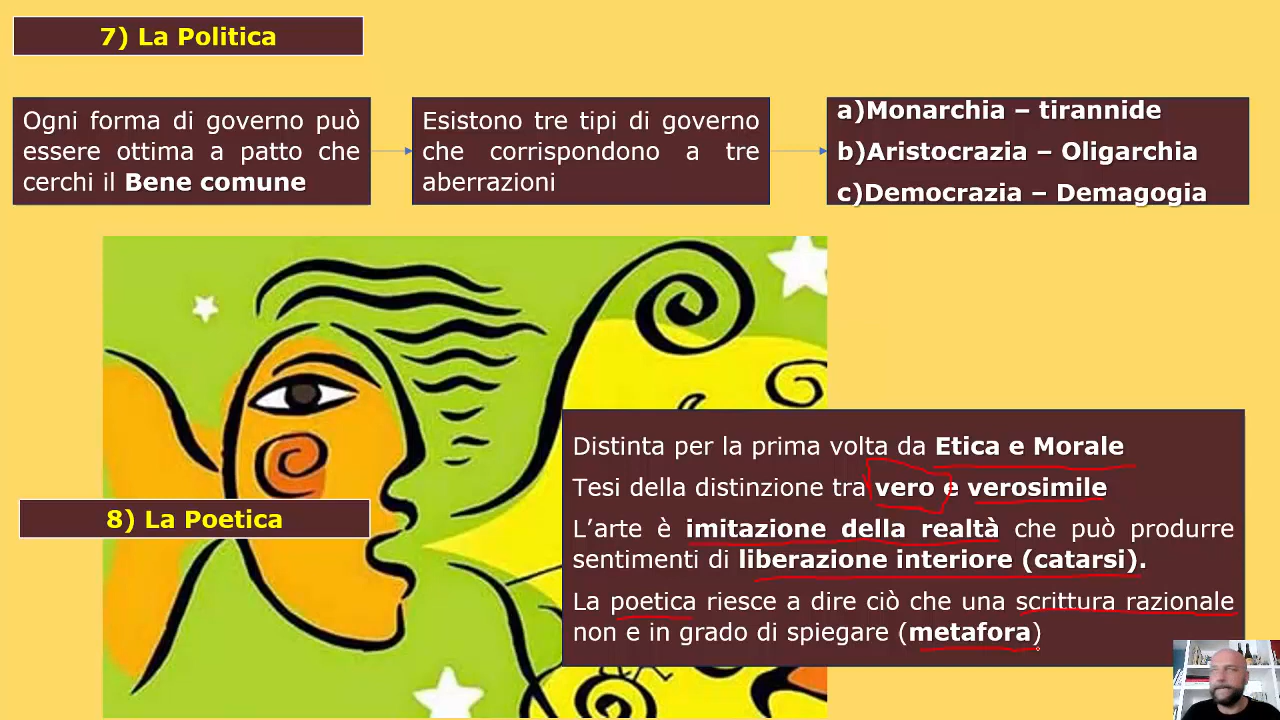 7) La Politica
Ogni forma di governo può
essere ottima a patto che
cerchi il Bene comune
Esistono tre tipi di governo
che corrispondono a tre
aberrazioni
a)Monarchia – tirannide
b)Aristocrazia – Oligarchia
c)Democrazia – Demagogia
8) La Poetica
Distinta per la prima volta da Etica e Morale
Tesi della distinzione tra vero e verosimile
L’arte è imitazione della realtà che può produrre
sentimenti di liberazione interiore (catarsi).
La poetica riesce a dire ciò che una scrittura razionale
non e in grado di spiegare (metafora)